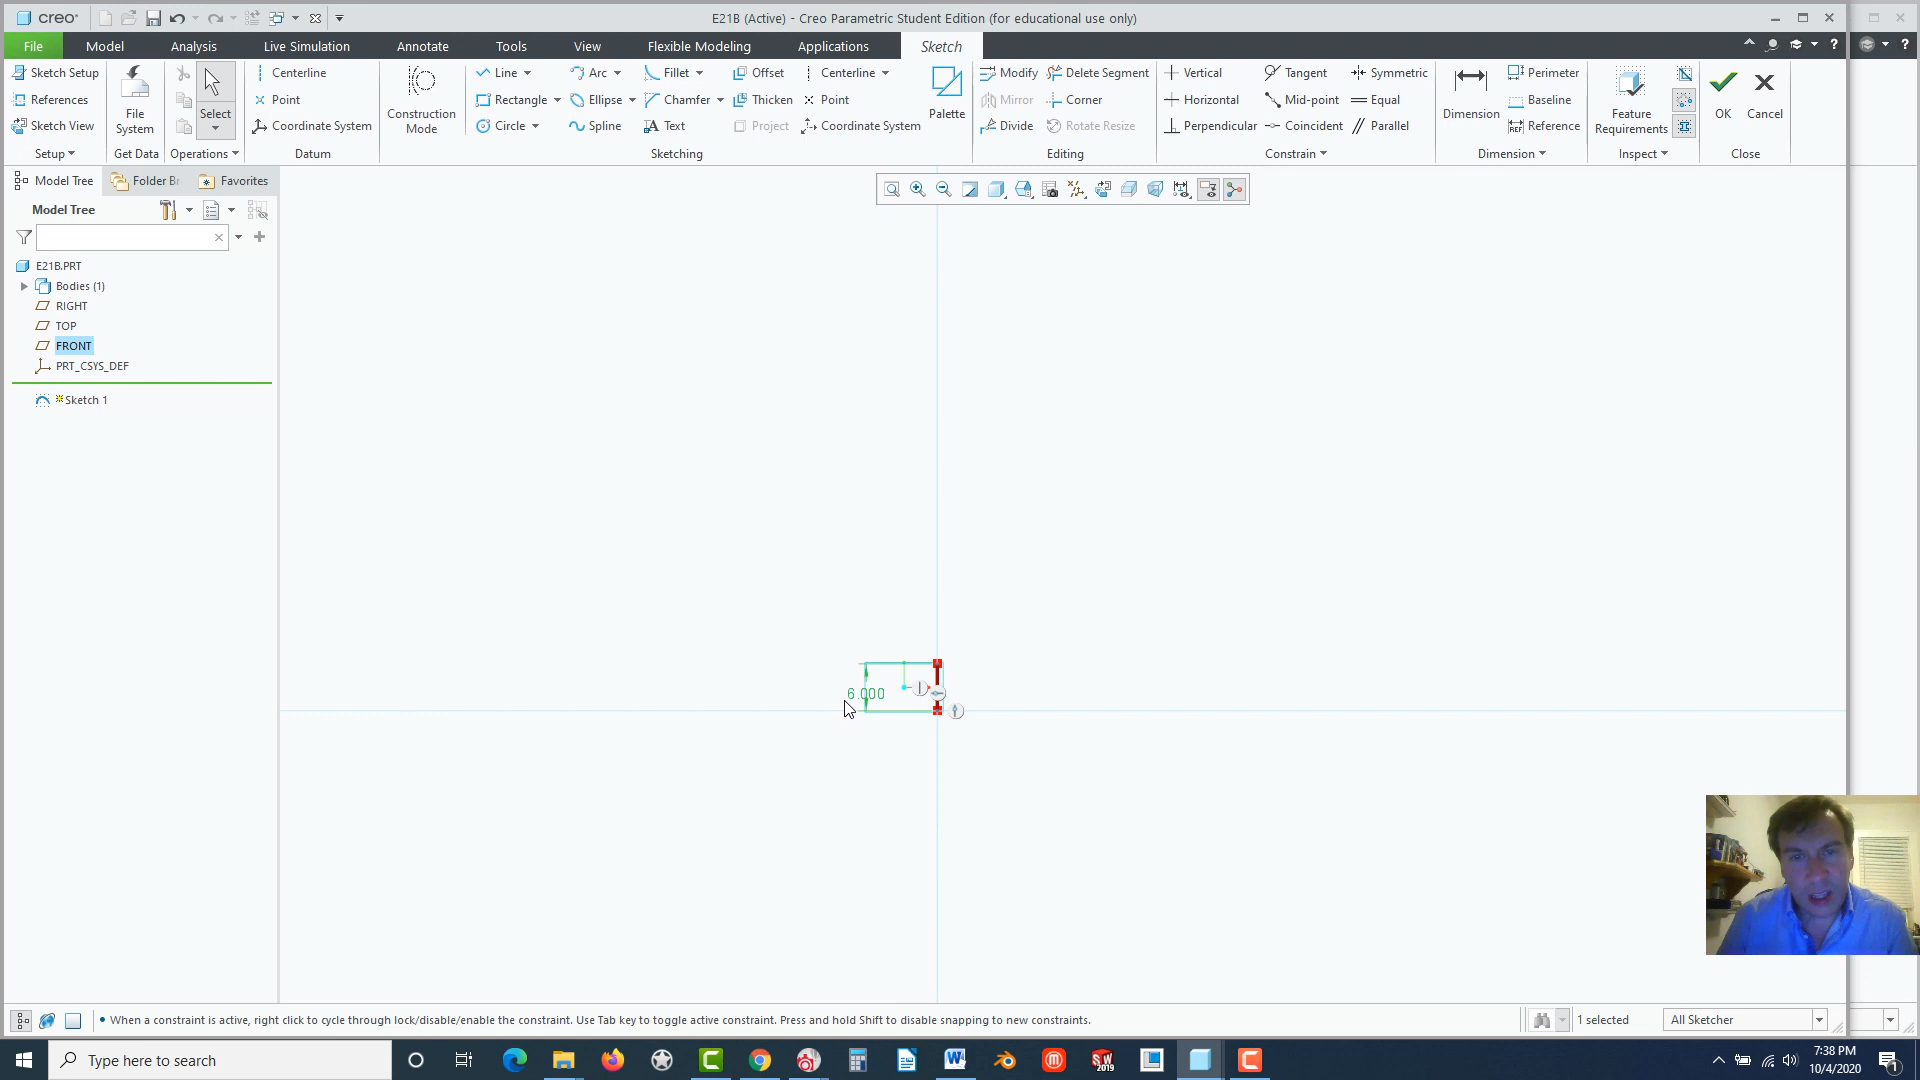 creo
E21B (Active) - Creo Parametric Student Edition (for educational use only)
File
Model
Analysis
Live Simulation
Annotate
Tools
View
Flexible Modeling
Applications
Sketch
Sketch Setup
References
Sketch View
Setup
File System
Get Data
Select
Operations
Centerline
Point
Coordinate System
Datum
Construction Mode
Line
Rectangle
Circle
Arc
Ellipse
Spline
Fillet
Chamfer
Text
Offset
Thicken
Project
Centerline
Point
Coordinate System
Palette
Sketching
Modify
Mirror
Divide
Delete Segment
Corner
Rotate Resize
Editing
Vertical
Horizontal
Perpendicular
Tangent
Mid-point
Coincident
Symmetric
Equal
Parallel
Constrain
Dimension
Perimeter
Baseline
Reference
Dimension
Feature Requirements
Inspect
OK
Cancel
Close
Model Tree
Folder Br
Favorites
Model Tree
E21B.PRT
Bodies (1)
RIGHT
TOP
FRONT
PRT_CSYS_DEF
Sketch 1
6.000
When a constraint is active, right click to cycle through lock/disable/enable the constraint. Use Tab key to toggle active constraint. Press and hold Shift to disable snapping to new constraints.
1 selected
All Sketcher
Type here to search
7:38 PM
10/4/2020